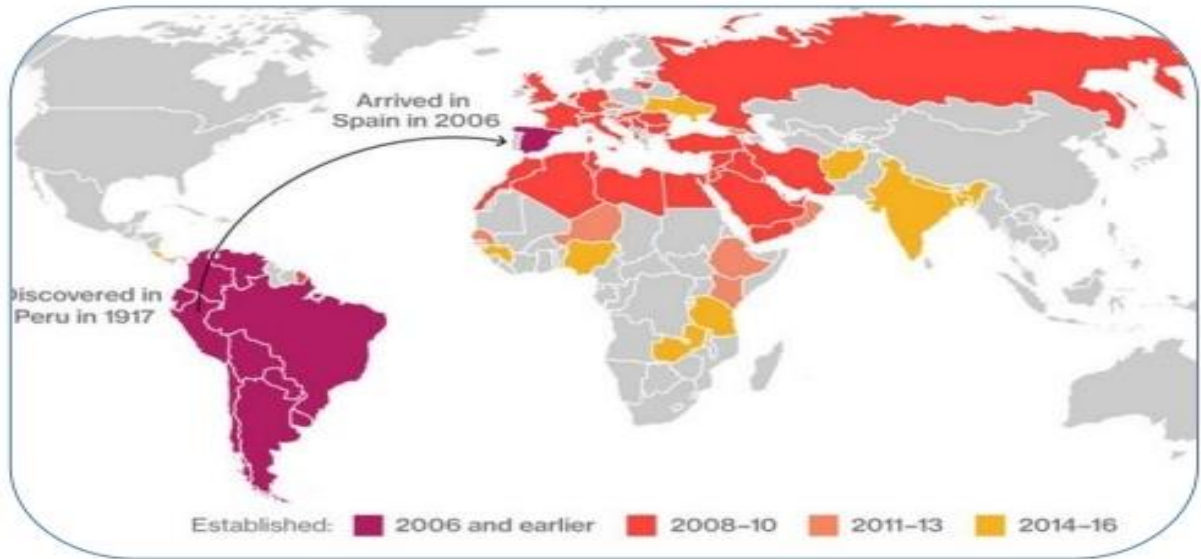 Arrived in
Spain in 2006
Discovered in
Peru in 1917
Established: 2006 and earlier 2008–10 2011–13 2014–16